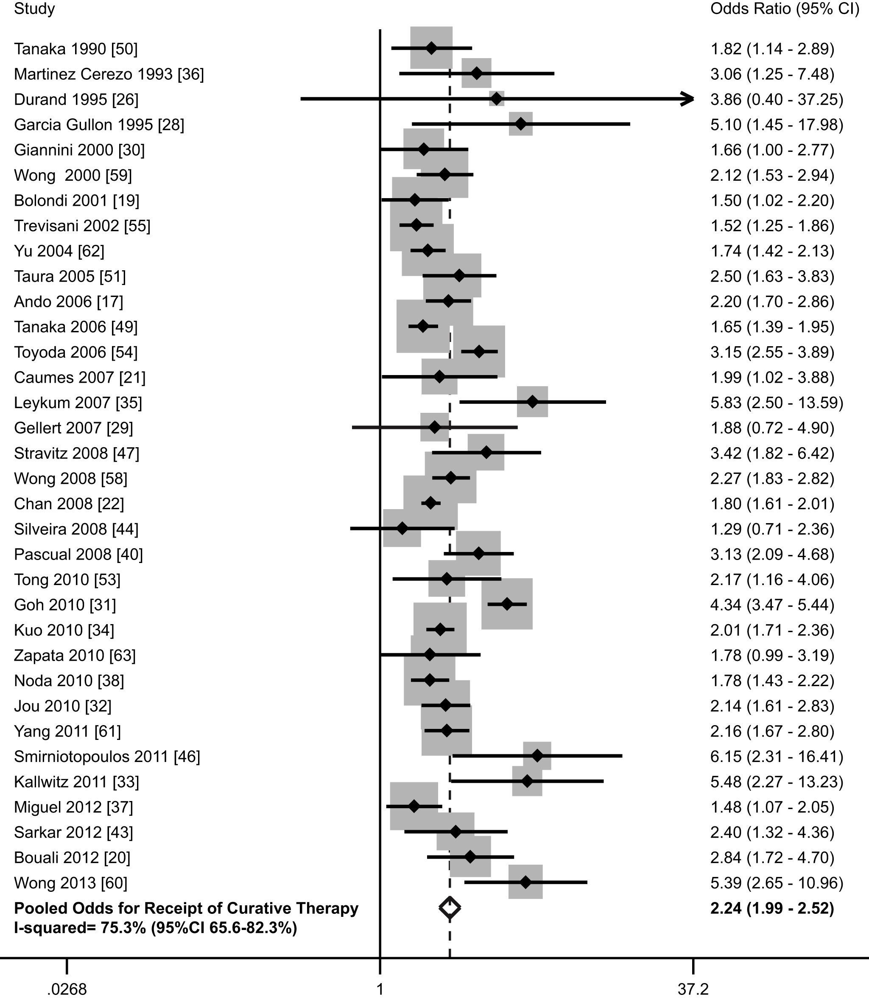 Study Odds Ratio (95% CI)
Tanaka 1990 [50] 1.82 (1.14 - 2.89)
Martinez Cerezo 1993 [36] 3.06 (1.25 - 7.48)
Durand 1995 [26] 3.86 (0.40 - 37.25)
Garcia Gullon 1995 [28] 5.10 (1.45 - 17.98)
Giannini 2000 [30] 1.66 (1.00 - 2.77)
Wong 2000 [59] 2.12 (1.53 - 2.94)
Bolondi 2001 [19] 1.50 (1.02 - 2.20)
Trevisani 2002 [55] 1.52 (1.25 - 1.86)
Yu 2004 [62] 1.74 (1.42 - 2.13)
Taura 2005 [51] 2.50 (1.63 - 3.83)
Ando 2006 [17] 2.20 (1.70 - 2.86)
Tanaka 2006 [49] 1.65 (1.39 - 1.95)
Toyoda 2006 [54] 3.15 (2.55 - 3.89)
Caumes 2007 [21] 1.99 (1.02 - 3.88)
Leykum 2007 [35] 5.83 (2.50 - 13.59)
Gellert 2007 [29] 1.88 (0.72 - 4.90)
Stravitz 2008 [47] 3.42 (1.82 - 6.42)
Wong 2008 [58] 2.27 (1.83 - 2.82)
Chan 2008 [22] 1.80 (1.61 - 2.01)
Silveira 2008 [44] 1.29 (0.71 - 2.36)
Pascual 2008 [40] 3.13 (2.09 - 4.68)
Tong 2010 [53] 2.17 (1.16 - 4.06)
Goh 2010 [31] 4.34 (3.47 - 5.44)
Kuo 2010 [34] 2.01 (1.71 - 2.36)
Zapata 2010 [63] 1.78 (0.99 - 3.19)
Noda 2010 [38] 1.78 (1.43 - 2.22)
Jou 2010 [32] 2.14 (1.61 - 2.83)
Yang 2011 [61] 2.16 (1.67 - 2.80)
Smirniotopoulos 2011 [46] 6.15 (2.31 - 16.41)
Kallwitz 2011 [33] 5.48 (2.27 - 13.23)
Miguel 2012 [37] 1.48 (1.07 - 2.05)
Sarkar 2012 [43] 2.40 (1.32 - 4.36)
Bouali 2012 [20] 2.84 (1.72 - 4.70)
Wong 2013 [60] 5.39 (2.65 - 10.96)
Pooled Odds for Receipt of Curative Therapy 2.24 (1.99 - 2.52)
I-squared= 75.3% (95%CI 65.6-82.3%)
.0268 1 37.2